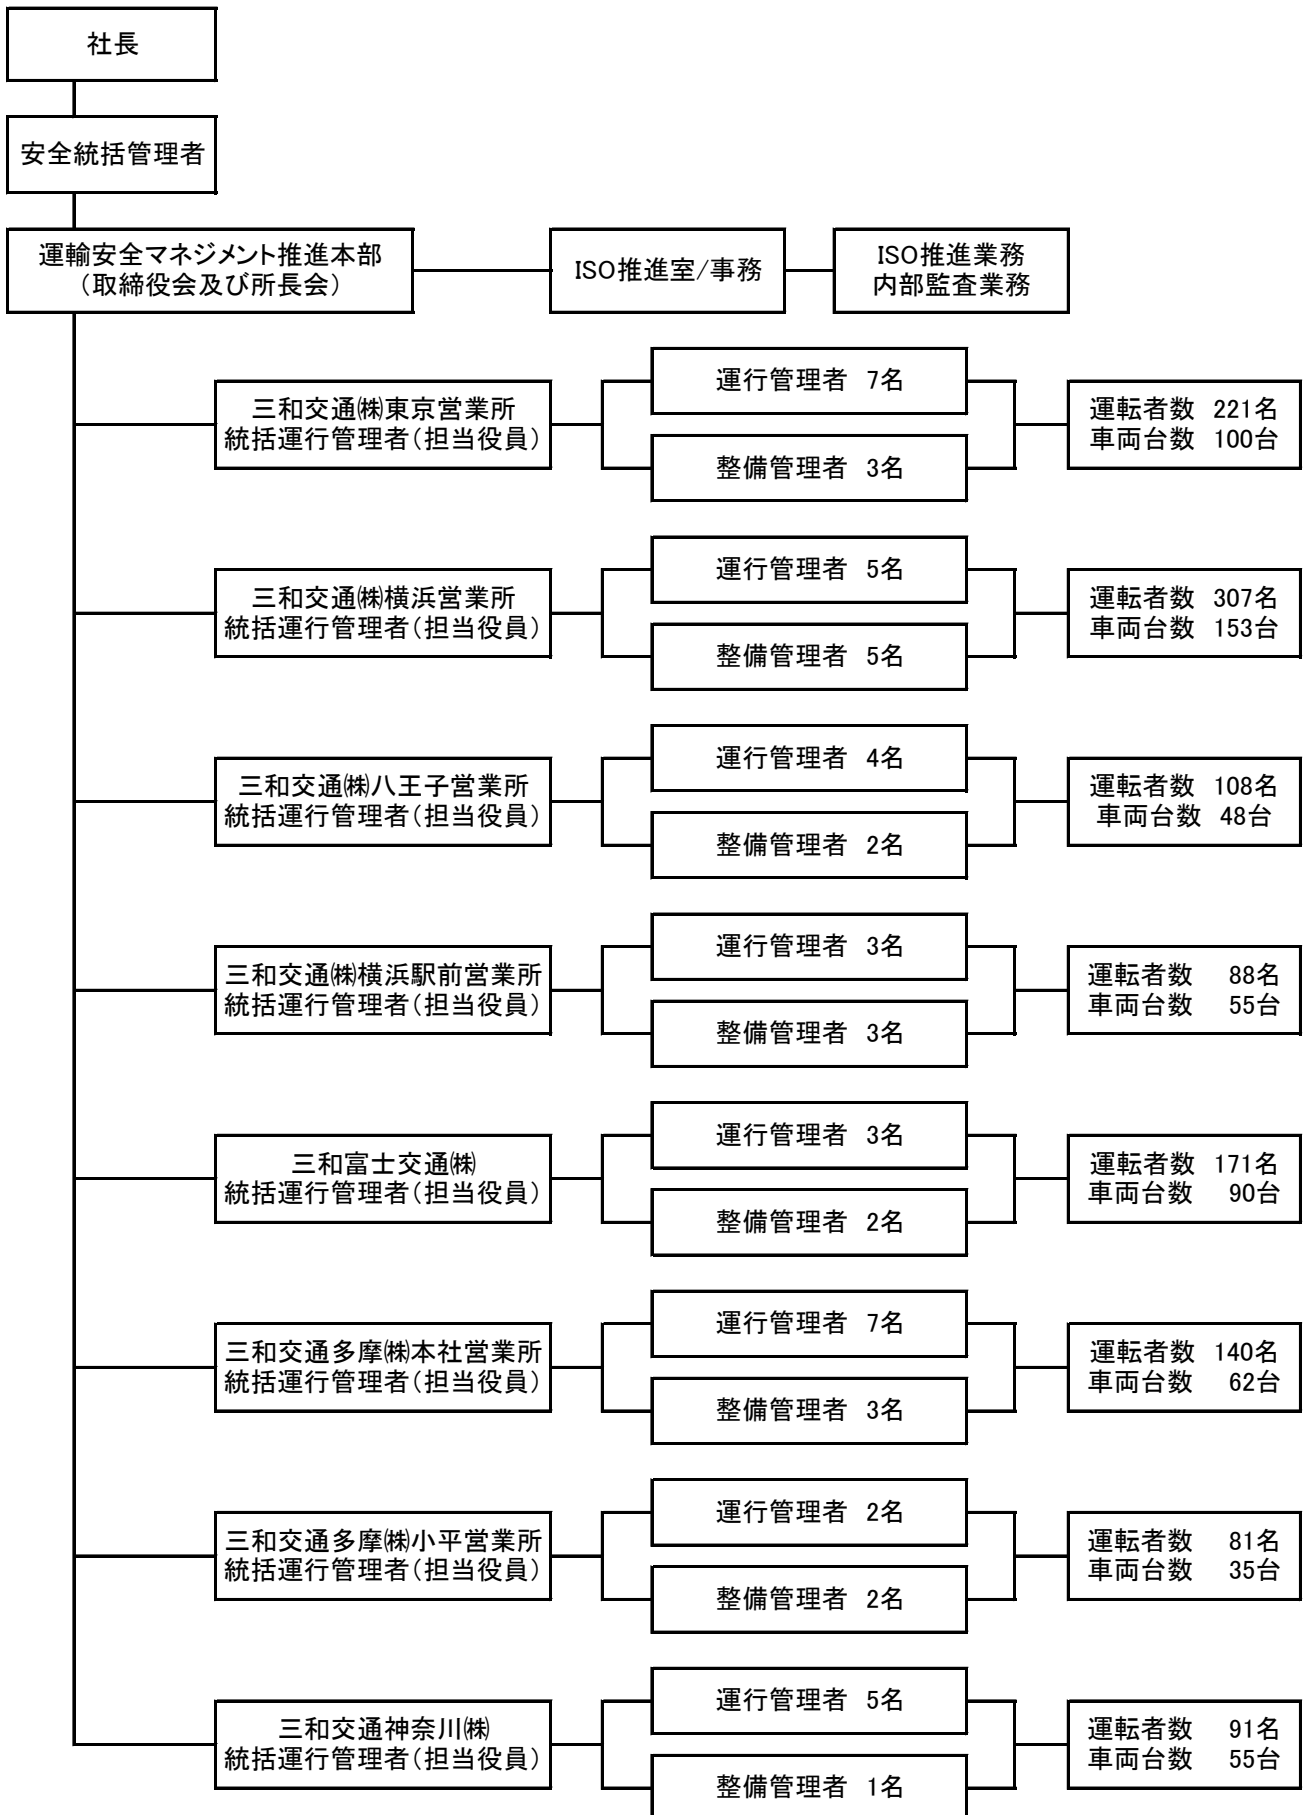 社長
安全統括管理者
運輸安全マネジメント推進本部
（取締役会及び所長会）
ISO推進室/事務
ISO推進業務
内部監査業務
三和交通㈱東京営業所
統括運行管理者（担当役員）
運行管理者 7名
整備管理者 3名
運転者数 221名
車両台数 100台
三和交通㈱横浜営業所
統括運行管理者（担当役員）
運行管理者 5名
整備管理者 5名
運転者数 307名
車両台数 153台
三和交通㈱八王子営業所
統括運行管理者（担当役員）
運行管理者 4名
整備管理者 2名
運転者数 108名
車両台数 48台
三和交通㈱横浜駅前営業所
統括運行管理者（担当役員）
運行管理者 3名
整備管理者 3名
運転者数 88名
車両台数 55台
三和富士交通㈱
統括運行管理者（担当役員）
運行管理者 3名
整備管理者 2名
運転者数 171名
車両台数 90台
三和交通多摩㈱本社営業所
統括運行管理者（担当役員）
運行管理者 7名
整備管理者 3名
運転者数 140名
車両台数 62台
三和交通多摩㈱小平営業所
統括運行管理者（担当役員）
運行管理者 2名
整備管理者 2名
運転者数 81名
車両台数 35台
三和交通神奈川㈱
統括運行管理者（担当役員）
運行管理者 5名
整備管理者 1名
運転者数 91名
車両台数 55台